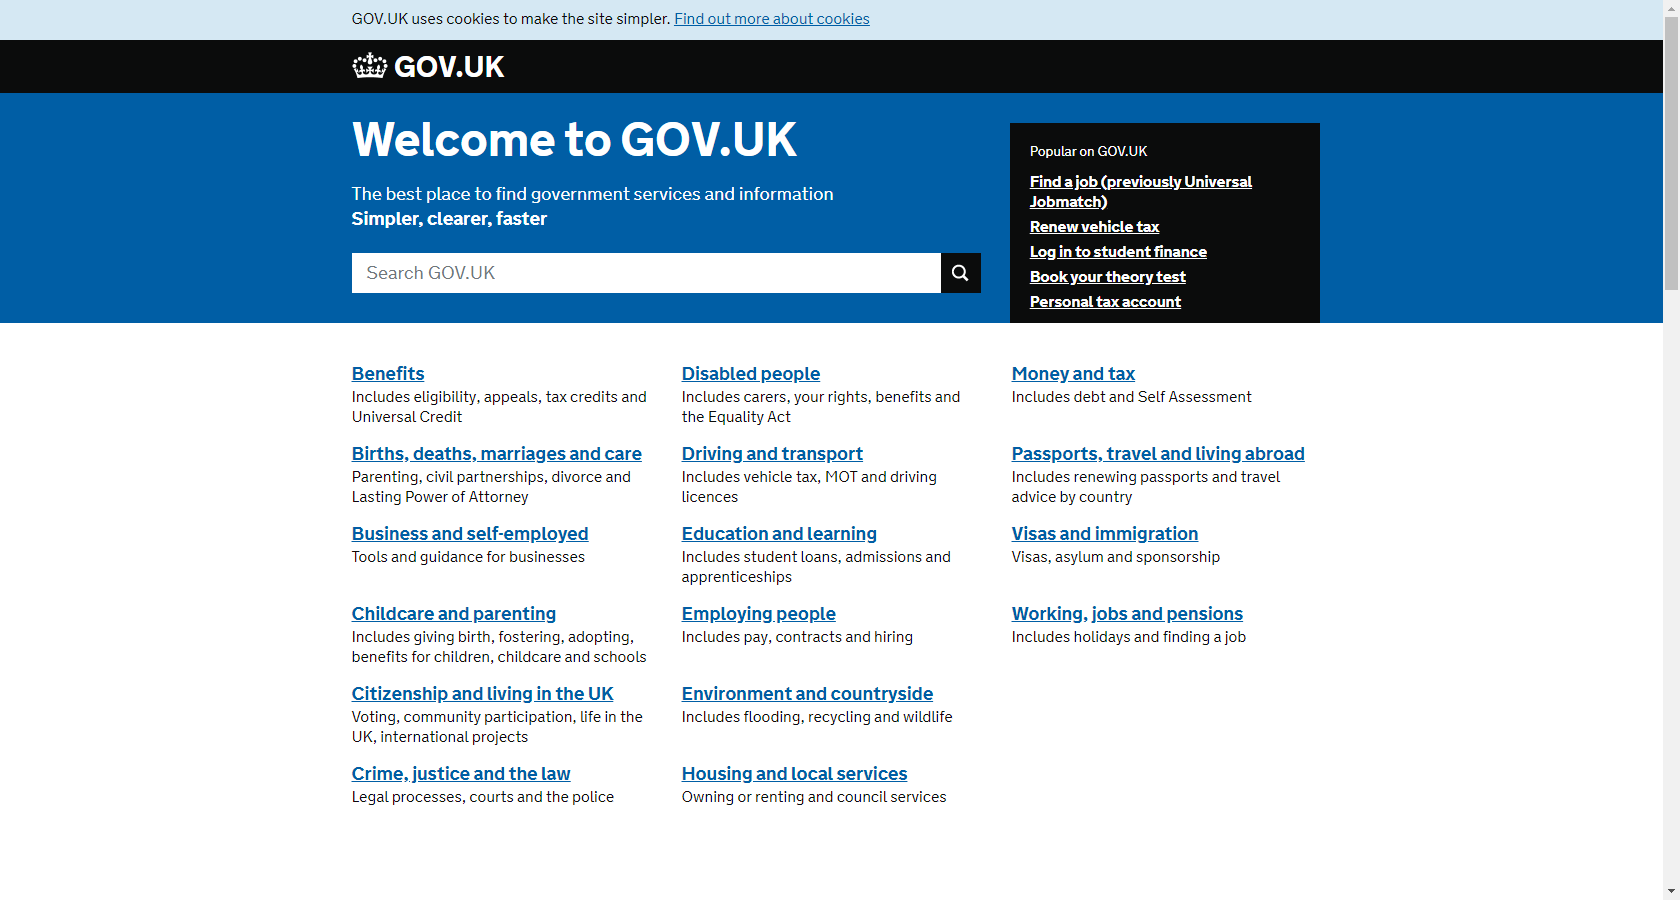 GOV.UK uses cookies to make the site simpler. Find out more about cookies
GOV.UK
Welcome to GOV.UK
The best place to find government services and information
Simpler, clearer, faster
Search GOV.UK
Popular on GOV.UK
Find a job (previously Universal
Jobmatch)
Renew vehicle tax
Log in to student finance
Book your theory test
Personal tax account
Benefits
Includes eligibility, appeals, tax credits and
Universal Credit
Births, deaths, marriages and care
Parenting, civil partnerships, divorce and
Lasting Power of Attorney
Business and self-employed
Tools and guidance for businesses
Childcare and parenting
Includes giving birth, fostering, adopting,
benefits for children, childcare and schools
Citizenship and living in the UK
Voting, community participation, life in the
UK, international projects
Crime, justice and the law
Legal processes, courts and the police
Disabled people
Includes carers, your rights, benefits and
the Equality Act
Driving and transport
Includes vehicle tax, MOT and driving
licences
Education and learning
Includes student loans, admissions and
apprenticeships
Employing people
Includes pay, contracts and hiring
Environment and countryside
Includes flooding, recycling and wildlife
Housing and local services
Owning or renting and council services
Money and tax
Includes debt and Self Assessment
Passports, travel and living abroad
Includes renewing passports and travel
advice by country
Visas and immigration
Visas, asylum and sponsorship
Working, jobs and pensions
Includes holidays and finding a job